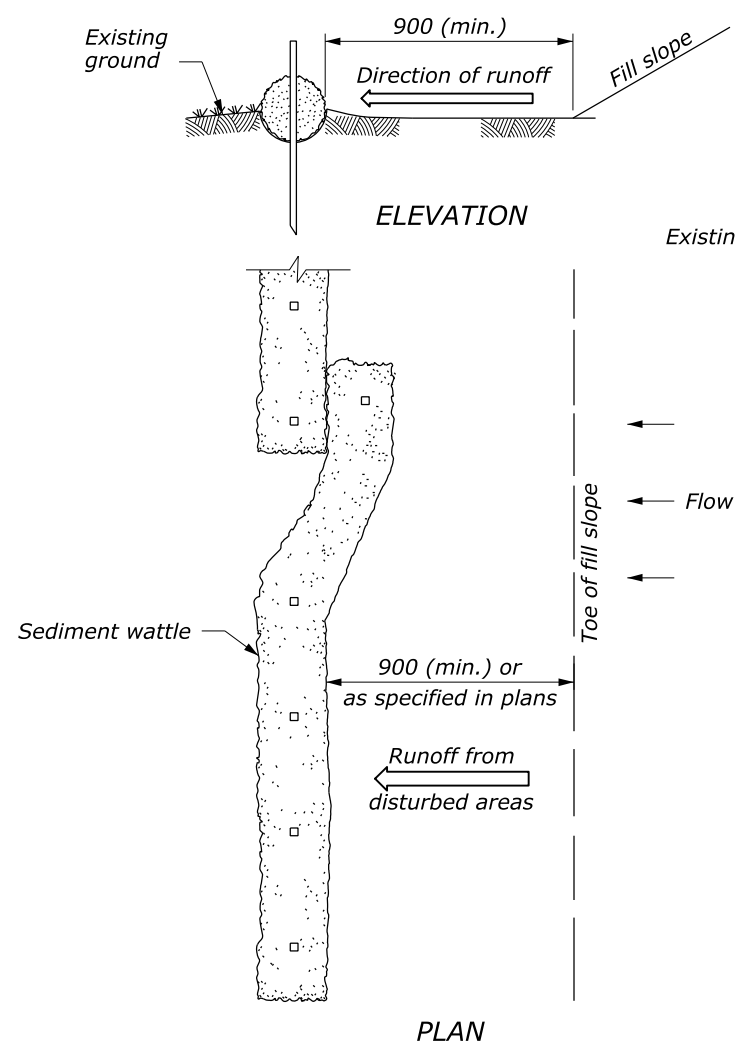 900 (min.)
Existing
ground
Fill slope
Direction of runoff
ELEVATION
Existin
Toe of fill slope
Flow
Sediment wattle
900 (min.) or
as specified in plans
Runoff from
disturbed areas
PLAN